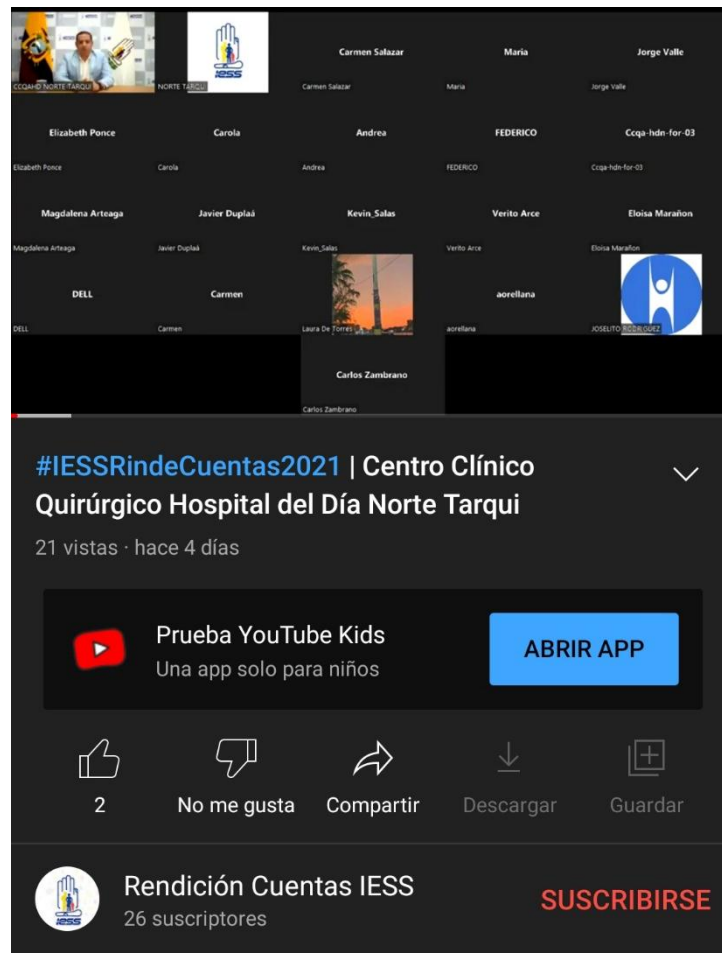 CCQAHD NORTE TARQUI
IESS
NORTE TARQUI
Carmen Salazar
Carmen Salazar
Maria
Maria
Jorge Valle
Jorge Valle
Elizabeth Ponce
Elizabeth Ponce
Carola
Carola
Andrea
Andrea
FEDERICO
FEDERICO
Ccqa-hdn-for-03
Ccqa-hdn-for-03
Magdalena Arteaga
Magdalena Arteaga
Javier Duplaá
Javier Duplaá
Kevin_Salas
Kevin_Salas
Verito Arce
Verito Arce
Eloisa Marañon
Eloisa Marañon
DELL
DELL
Carmen
Carmen
Laura De Torres
aorellana
aorellana
JOSELITO RODRIGUEZ
Carlos Zambrano
Carlos Zambrano
#IESSRindeCuentas2021 | Centro Clínico
Quirúrgico Hospital del Día Norte Tarqui
21 vistas · hace 4 días
Prueba YouTube Kids
Una app solo para niños
ABRIR APP
2
No me gusta
Compartir
Descargar
Guardar
IESS
Rendición Cuentas IESS
26 suscriptores
SUSCRIBIRSE